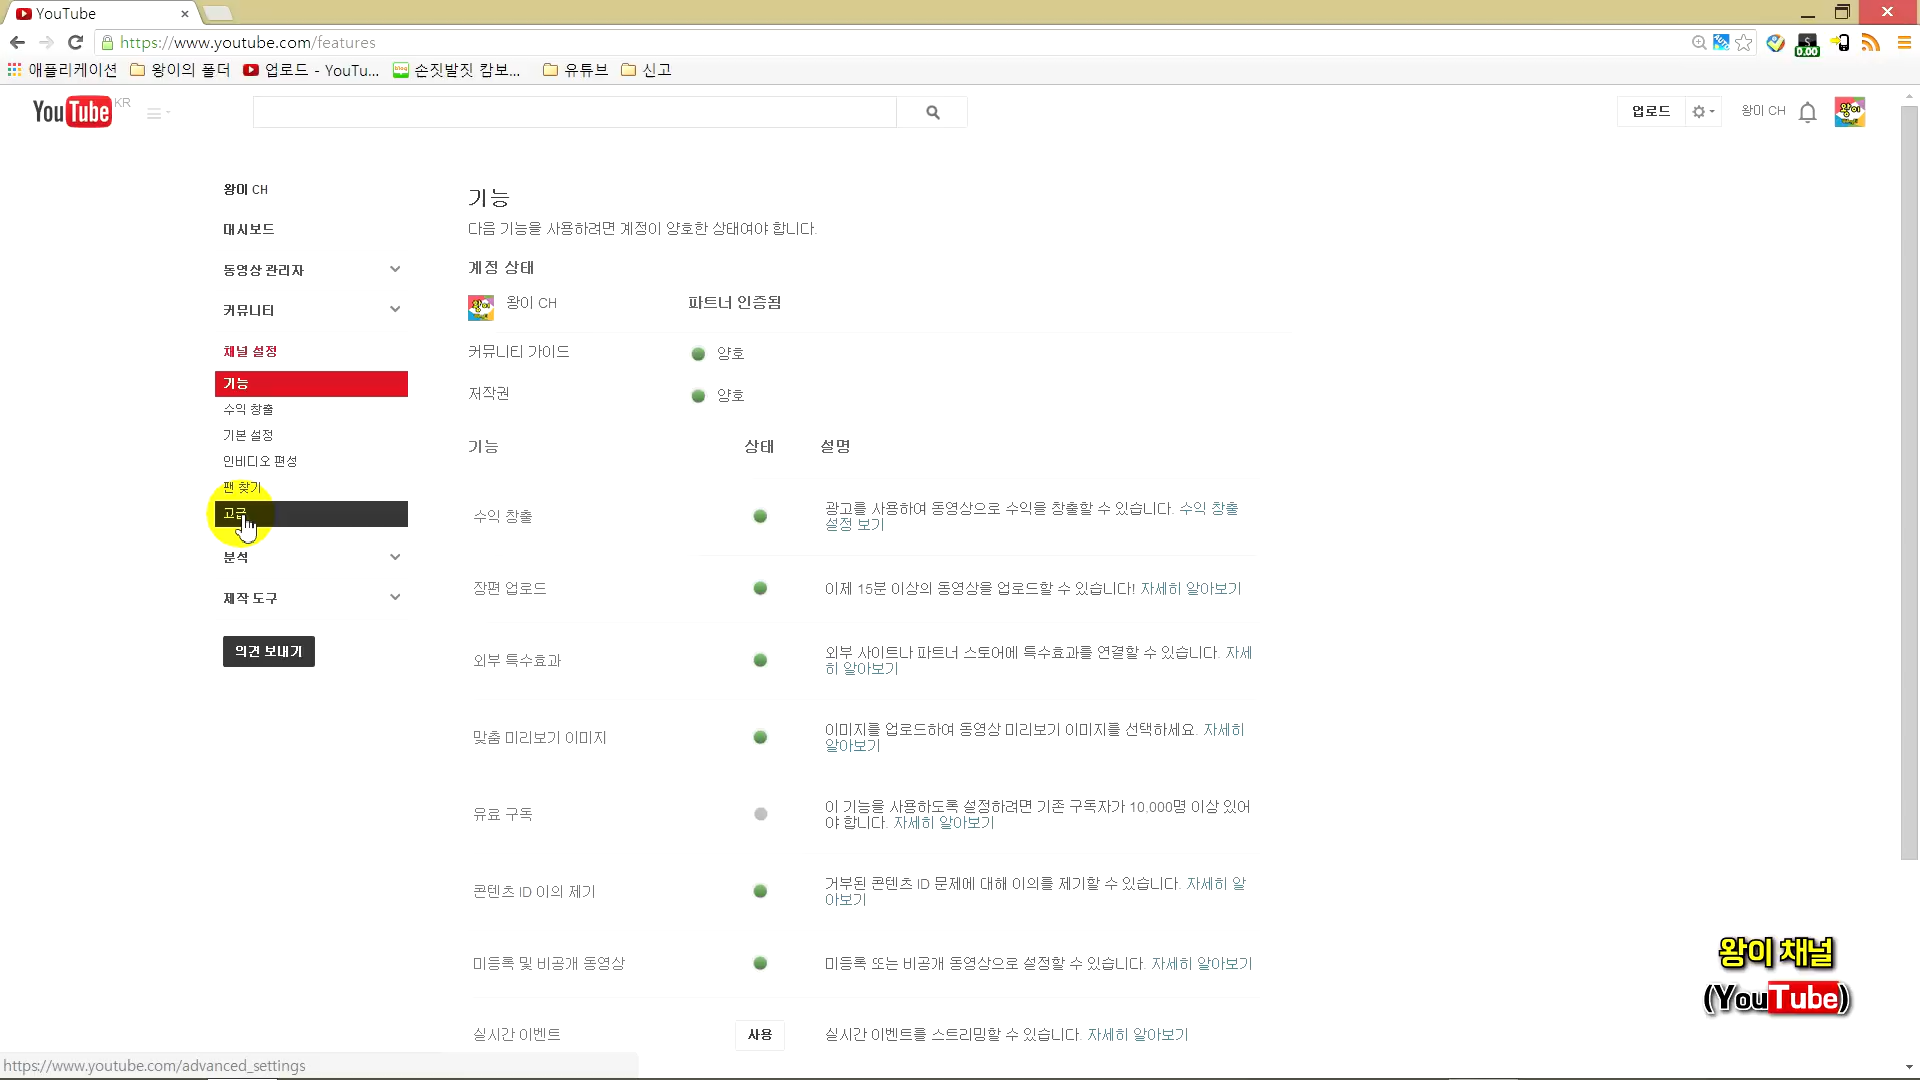 YouTube
https://www.youtube.com/features
0.00
애플리케이션 왕이의 폴더 업로드 - YouTu... 손짓발짓 캄보... 유튜브 신고
YouTube KR
업로드 왕이 CH
왕이 CH
대시보드
동영상 관리자
커뮤니티
채널 설정
기능
수익 창출
기본 설정
인비디오 편성
팬 찾기
고급
분석
제작 도구
의견 보내기
기능
다음 기능을 사용하려면 계정이 양호한 상태여야 합니다.
계정 상태
왕이 CH 파트너 인증됨
커뮤니티 가이드 양호
저작권 양호
기능 상태 설명
수익 창출 광고를 사용하여 동영상으로 수익을 창출할 수 있습니다. 수익 창출
설정 보기
장편 업로드 이제 15분 이상의 동영상을 업로드할 수 있습니다! 자세히 알아보기
외부 특수효과 외부 사이트나 파트너 스토어에 특수효과를 연결할 수 있습니다. 자세
히 알아보기
맞춤 미리보기 이미지 이미지를 업로드하여 동영상 미리보기 이미지를 선택하세요. 자세히
알아보기
유료 구독 이 기능을 사용하도록 설정하려면 기존 구독자가 10,000명 이상 있어
야 합니다. 자세히 알아보기
콘텐츠 ID 이의 제기 거부된 콘텐츠 ID 문제에 대해 이의를 제기할 수 있습니다. 자세히 알
아보기
미등록 및 비공개 동영상 미등록 또는 비공개 동영상으로 설정할 수 있습니다. 자세히 알아보기
실시간 이벤트 사용 실시간 이벤트를 스트리밍할 수 있습니다. 자세히 알아보기
왕이 채널
(YouTube)
https://www.youtube.com/advanced_settings